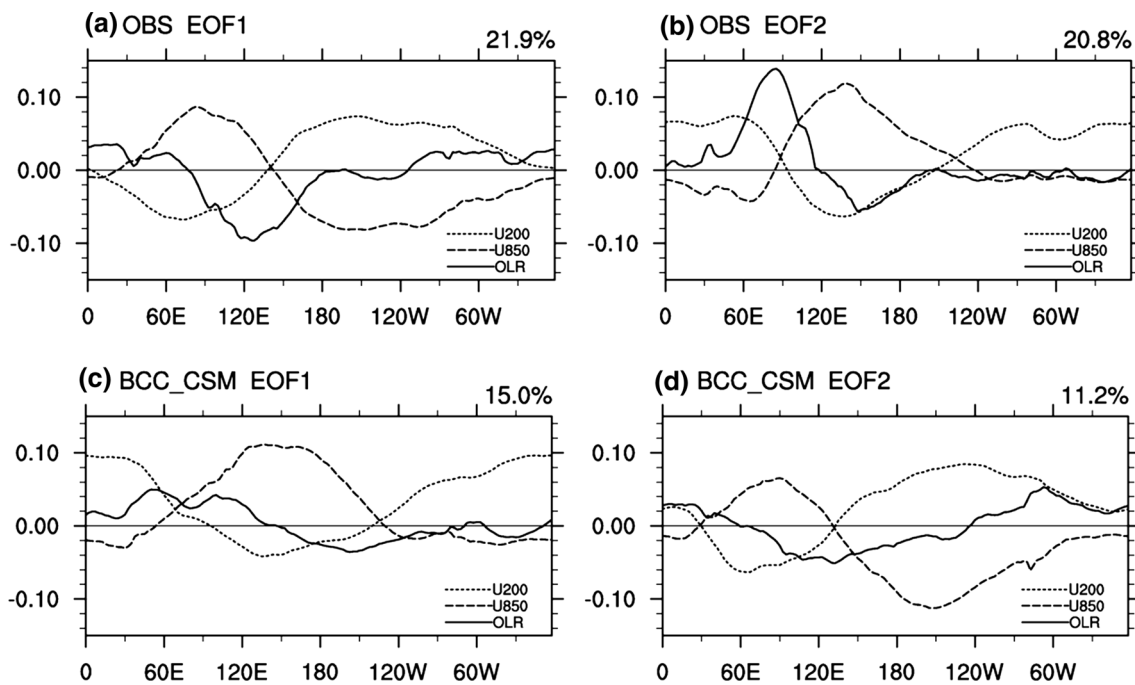 (a) OBS EOF1
21.9%
0.10
0.00
-0.10
U200
U850
OLR
0 60E 120E 180 120W 60W
(b) OBS EOF2
20.8%
0.10
0.00
-0.10
U200
U850
OLR
0 60E 120E 180 120W 60W
(c) BCC_CSM EOF1
15.0%
0.10
0.00
-0.10
U200
U850
OLR
0 60E 120E 180 120W 60W
(d) BCC_CSM EOF2
11.2%
0.10
0.00
-0.10
U200
U850
OLR
0 60E 120E 180 120W 60W